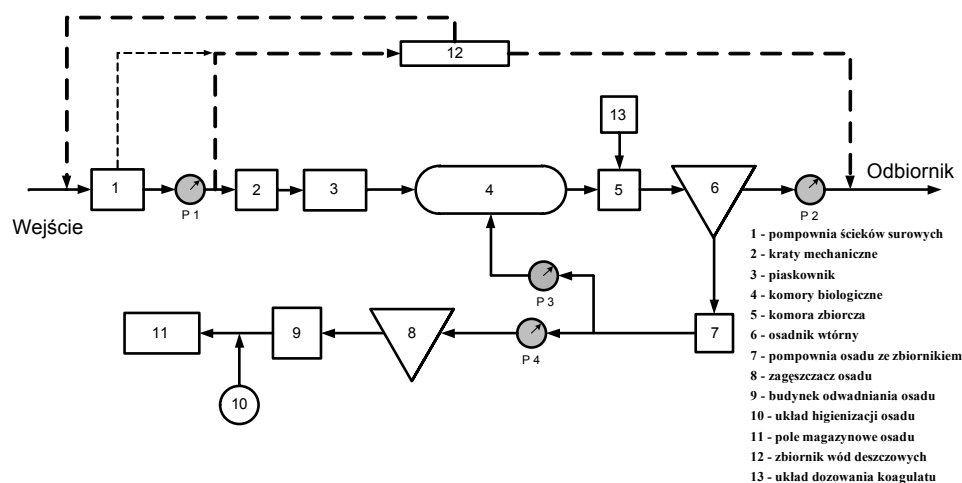 12
13
1
P 1
2
3
4
5
6
P 2
Odbiornik
Wejście
P 3
7
P 4
8
9
10
11
1 - pompownia ścieków surowych
2 - kraty mechaniczne
3 - piaskownik
4 - komory biologiczne
5 - komora zbiorcza
6 - osadnik wtórny
7 - pompownia osadu ze zbiornikiem
8 - zagęszczacz osadu
9 - budynek odwadniania osadu
10 - układ higienizacji osadu
11 - pole magazynowe osadu
12 - zbiornik wód deszczowych
13 - układ dozowania koagulatu